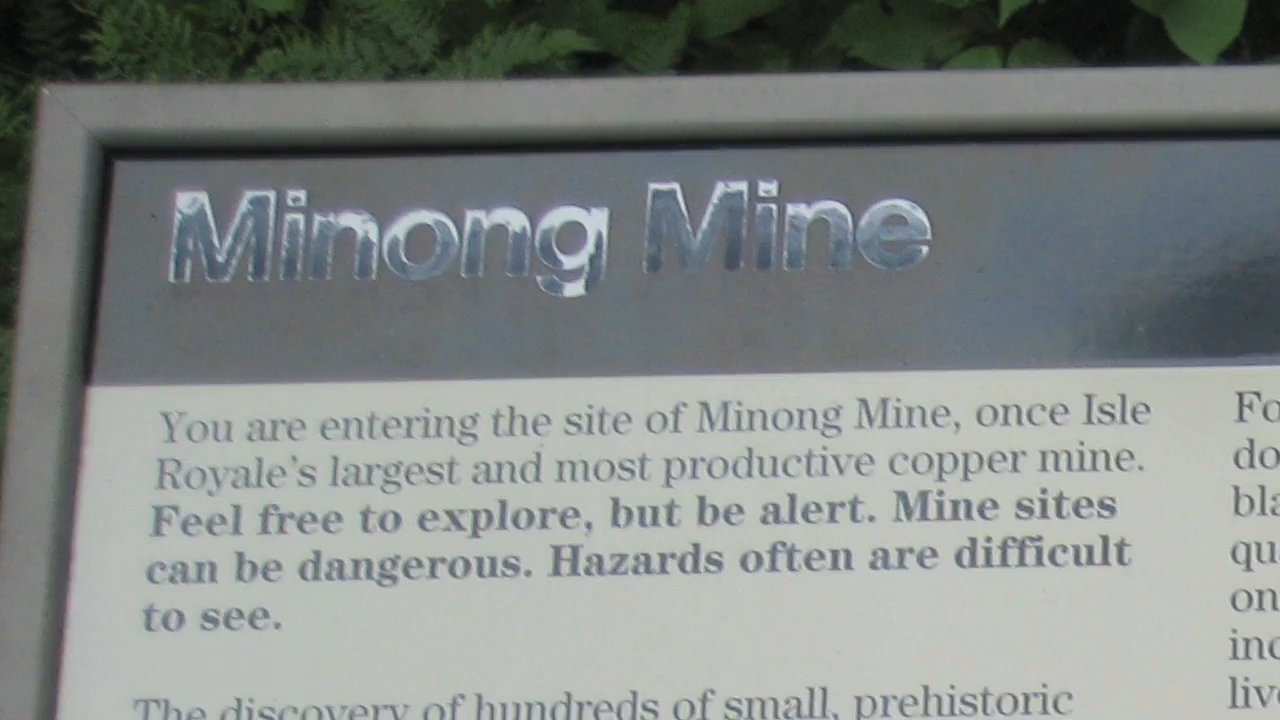 Minong Mine
You are entering the site of Minong Mine, once Isle
Royale's largest and most productive copper mine.
Feel free to explore, but be alert. Mine sites
can be dangerous. Hazards often are difficult
to see.
The discovery of hundreds of small, prehistoric